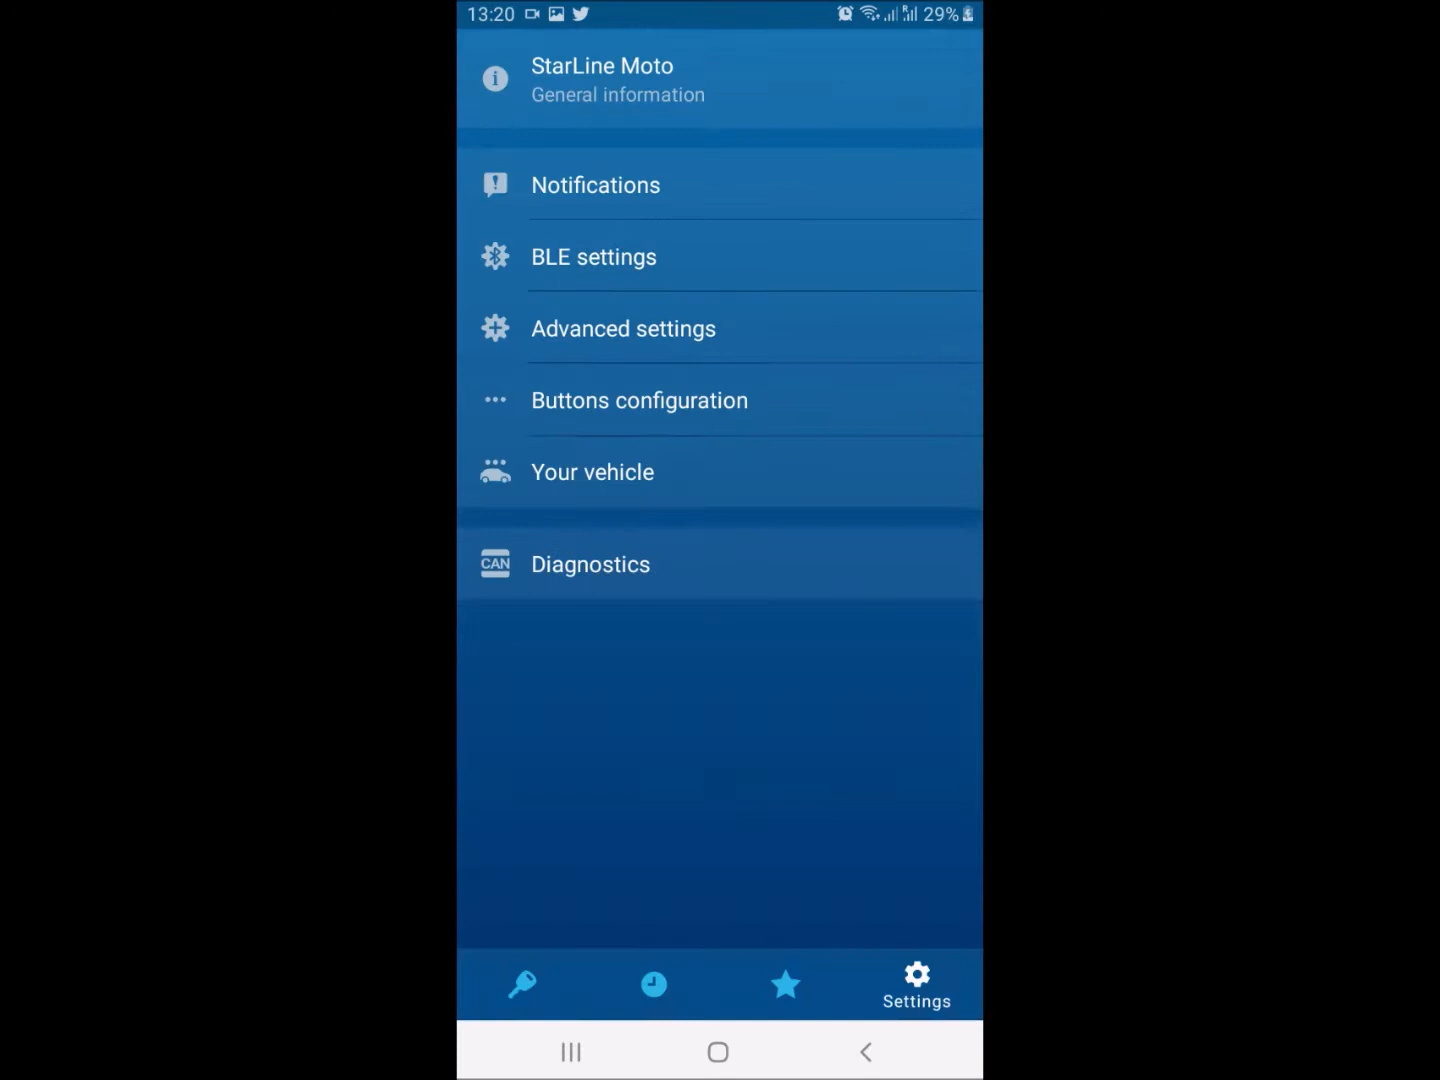 13:20 29%
StarLine Moto
General information
Notifications
BLE settings
Advanced settings
Buttons configuration
Your vehicle
CAN Diagnostics
Settings